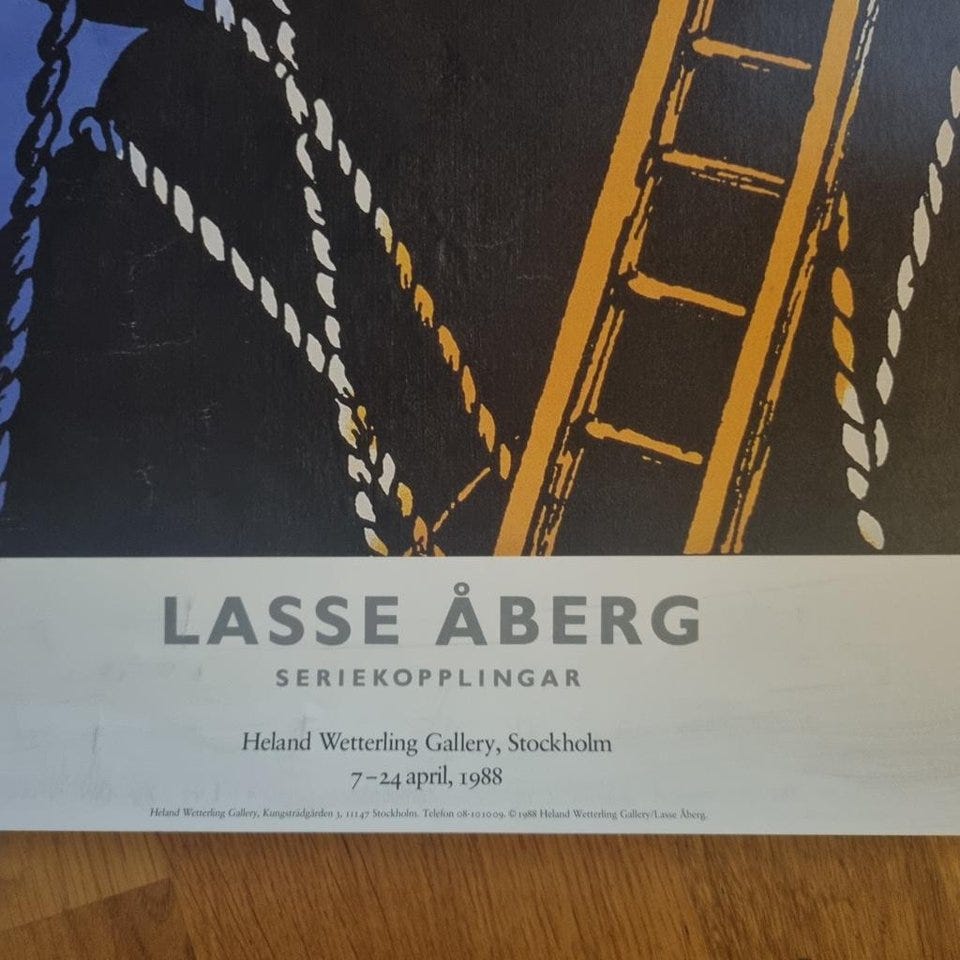 LASSE ÅBERG
SERIEKOPPLINGAR
Heland Wetterling Gallery, Stockholm
7–24 april, 1988
Heland Wetterling Gallery, Kungsträdgården 3, 11147 Stockholm. Telefon 08-101009. © 1988 Heland Wetterling Gallery/Lasse Åberg.